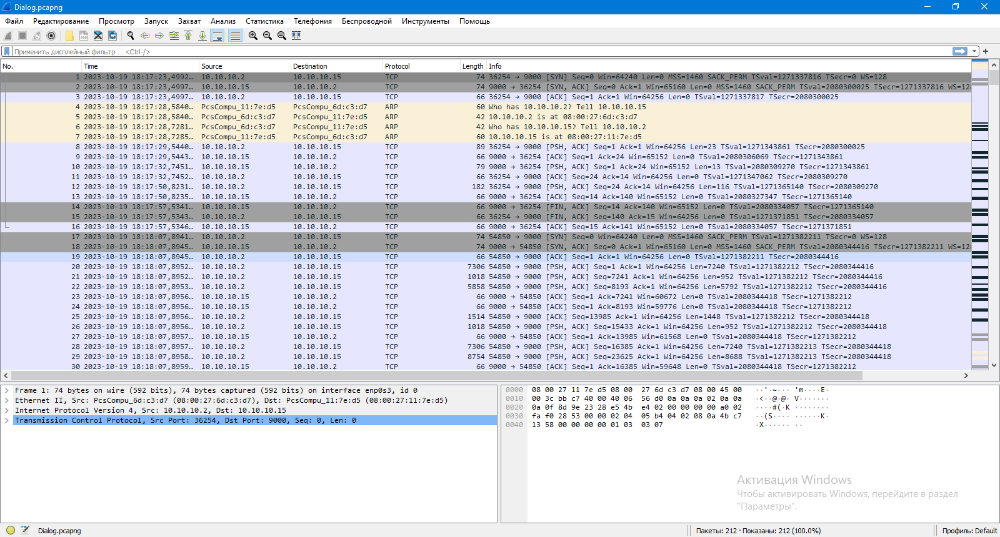 Dialog.pcapng
Файл Редактирование Просмотр Запуск Захват Анализ Статистика Телефония Беспроводной Инструменты Помощь
Применить дисплейный фильтр ... <Ctrl-/>
No. Time Source Destination Protocol Length Info
1 2023-10-19 18:17:23,4992… 10.10.10.2 10.10.10.15 TCP 74 36254 → 9000 [SYN] Seq=0 Win=64240 Len=0 MSS=1460 SACK_PERM TSval=1271337816 TSecr=0 WS=128
2 2023-10-19 18:17:23,4997… 10.10.10.15 10.10.10.2 TCP 74 9000 → 36254 [SYN, ACK] Seq=0 Ack=1 Win=65160 Len=0 MSS=1460 SACK_PERM TSval=2080300025 TSecr=1271337816 WS=128
3 2023-10-19 18:17:23,4997… 10.10.10.2 10.10.10.15 TCP 66 36254 → 9000 [ACK] Seq=1 Ack=1 Win=64256 Len=0 TSval=1271337817 TSecr=2080300025
4 2023-10-19 18:17:28,5840… PcsCompu_11:7e:d5 PcsCompu_6d:c3:d7 ARP 60 Who has 10.10.10.2? Tell 10.10.10.15
5 2023-10-19 18:17:28,5840… PcsCompu_6d:c3:d7 PcsCompu_11:7e:d5 ARP 42 10.10.10.2 is at 08:00:27:6d:c3:d7
6 2023-10-19 18:17:28,7281… PcsCompu_6d:c3:d7 PcsCompu_11:7e:d5 ARP 42 Who has 10.10.10.15? Tell 10.10.10.2
7 2023-10-19 18:17:28,7285… PcsCompu_11:7e:d5 PcsCompu_6d:c3:d7 ARP 60 10.10.10.15 is at 08:00:27:11:7e:d5
8 2023-10-19 18:17:29,5440… 10.10.10.2 10.10.10.15 TCP 89 36254 → 9000 [PSH, ACK] Seq=1 Ack=1 Win=64256 Len=23 TSval=1271343861 TSecr=2080300025
9 2023-10-19 18:17:29,5443… 10.10.10.15 10.10.10.2 TCP 66 9000 → 36254 [ACK] Seq=1 Ack=24 Win=65152 Len=0 TSval=2080306069 TSecr=1271343861
10 2023-10-19 18:17:32,7451… 10.10.10.15 10.10.10.2 TCP 79 9000 → 36254 [PSH, ACK] Seq=1 Ack=24 Win=65152 Len=13 TSval=2080309270 TSecr=1271343861
11 2023-10-19 18:17:32,7452… 10.10.10.2 10.10.10.15 TCP 66 36254 → 9000 [ACK] Seq=24 Ack=14 Win=64256 Len=0 TSval=1271347062 TSecr=2080309270
12 2023-10-19 18:17:50,8231… 10.10.10.2 10.10.10.15 TCP 182 36254 → 9000 [PSH, ACK] Seq=24 Ack=14 Win=64256 Len=116 TSval=1271365140 TSecr=2080309270
13 2023-10-19 18:17:50,8235… 10.10.10.15 10.10.10.2 TCP 66 9000 → 36254 [ACK] Seq=14 Ack=140 Win=65152 Len=0 TSval=2080327347 TSecr=1271365140
14 2023-10-19 18:17:57,5341… 10.10.10.15 10.10.10.2 TCP 66 9000 → 36254 [FIN, ACK] Seq=14 Ack=140 Win=65152 Len=0 TSval=2080334057 TSecr=1271365140
15 2023-10-19 18:17:57,5343… 10.10.10.2 10.10.10.15 TCP 66 36254 → 9000 [FIN, ACK] Seq=140 Ack=15 Win=64256 Len=0 TSval=1271371851 TSecr=2080334057
16 2023-10-19 18:17:57,5346… 10.10.10.15 10.10.10.2 TCP 66 9000 → 36254 [ACK] Seq=15 Ack=141 Win=65152 Len=0 TSval=2080334057 TSecr=1271371851
17 2023-10-19 18:18:07,8941… 10.10.10.2 10.10.10.15 TCP 74 54850 → 9000 [SYN] Seq=0 Win=64240 Len=0 MSS=1460 SACK_PERM TSval=1271382211 TSecr=0 WS=128
18 2023-10-19 18:18:07,8945… 10.10.10.15 10.10.10.2 TCP 74 9000 → 54850 [SYN, ACK] Seq=0 Ack=1 Win=65160 Len=0 MSS=1460 SACK_PERM TSval=2080344416 TSecr=1271382211 WS=128
19 2023-10-19 18:18:07,8945… 10.10.10.2 10.10.10.15 TCP 66 54850 → 9000 [ACK] Seq=1 Ack=1 Win=64256 Len=0 TSval=1271382211 TSecr=2080344416
20 2023-10-19 18:18:07,8952… 10.10.10.2 10.10.10.15 TCP 7306 54850 → 9000 [PSH, ACK] Seq=1 Ack=1 Win=64256 Len=7240 TSval=1271382212 TSecr=2080344416
21 2023-10-19 18:18:07,8952… 10.10.10.2 10.10.10.15 TCP 1018 54850 → 9000 [PSH, ACK] Seq=7241 Ack=1 Win=64256 Len=952 TSval=1271382212 TSecr=2080344416
22 2023-10-19 18:18:07,8953… 10.10.10.2 10.10.10.15 TCP 5858 54850 → 9000 [PSH, ACK] Seq=8193 Ack=1 Win=64256 Len=5792 TSval=1271382212 TSecr=2080344416
23 2023-10-19 18:18:07,8956… 10.10.10.15 10.10.10.2 TCP 66 9000 → 54850 [ACK] Seq=1 Ack=7241 Win=60672 Len=0 TSval=2080344418 TSecr=1271382212
24 2023-10-19 18:18:07,8956… 10.10.10.15 10.10.10.2 TCP 66 9000 → 54850 [ACK] Seq=1 Ack=8193 Win=59776 Len=0 TSval=2080344418 TSecr=1271382212
25 2023-10-19 18:18:07,8956… 10.10.10.2 10.10.10.15 TCP 1514 54850 → 9000 [ACK] Seq=13985 Ack=1 Win=64256 Len=1448 TSval=1271382212 TSecr=2080344418
26 2023-10-19 18:18:07,8956… 10.10.10.2 10.10.10.15 TCP 1018 54850 → 9000 [PSH, ACK] Seq=15433 Ack=1 Win=64256 Len=952 TSval=1271382212 TSecr=2080344418
27 2023-10-19 18:18:07,8956… 10.10.10.15 10.10.10.2 TCP 66 9000 → 54850 [ACK] Seq=1 Ack=13985 Win=61568 Len=0 TSval=2080344418 TSecr=1271382212
28 2023-10-19 18:18:07,8957… 10.10.10.2 10.10.10.15 TCP 7306 54850 → 9000 [PSH, ACK] Seq=16385 Ack=1 Win=64256 Len=7240 TSval=1271382213 TSecr=2080344418
29 2023-10-19 18:18:07,8958… 10.10.10.2 10.10.10.15 TCP 8754 54850 → 9000 [PSH, ACK] Seq=23625 Ack=1 Win=64256 Len=8688 TSval=1271382213 TSecr=2080344418
30 2023-10-19 18:18:07,8959… 10.10.10.15 10.10.10.2 TCP 66 9000 → 54850 [ACK] Seq=1 Ack=16385 Win=59648 Len=0 TSval=2080344418 TSecr=1271382212
Frame 1: 74 bytes on wire (592 bits), 74 bytes captured (592 bits) on interface enp0s3, id 0
Ethernet II, Src: PcsCompu_6d:c3:d7 (08:00:27:6d:c3:d7), Dst: PcsCompu_11:7e:d5 (08:00:27:11:7e:d5)
Internet Protocol Version 4, Src: 10.10.10.2, Dst: 10.10.10.15
Transmission Control Protocol, Src Port: 36254, Dst Port: 9000, Seq: 0, Len: 0
0000 08 00 27 11 7e d5 08 00 27 6d c3 d7 08 00 45 00 ··'·~··· 'm····E·
0010 00 3c bb c7 40 00 40 06 56 d0 0a 0a 0a 02 0a 0a ·<··@·@· V·······
0020 0a 0f 8d 9e 23 28 e5 4b e4 02 00 00 00 00 a0 02 ····#(·K ········
0030 fa f0 28 53 00 00 02 04 05 b4 04 02 08 0a 4b c7 ··(S···· ······K·
0040 13 58 00 00 00 00 01 03 03 07 ·X······ ··
Активация Windows
Чтобы активировать Windows, перейдите в раздел
"Параметры".
Dialog.pcapng
Пакеты: 212 · Показаны: 212 (100.0%)
Профиль: Default